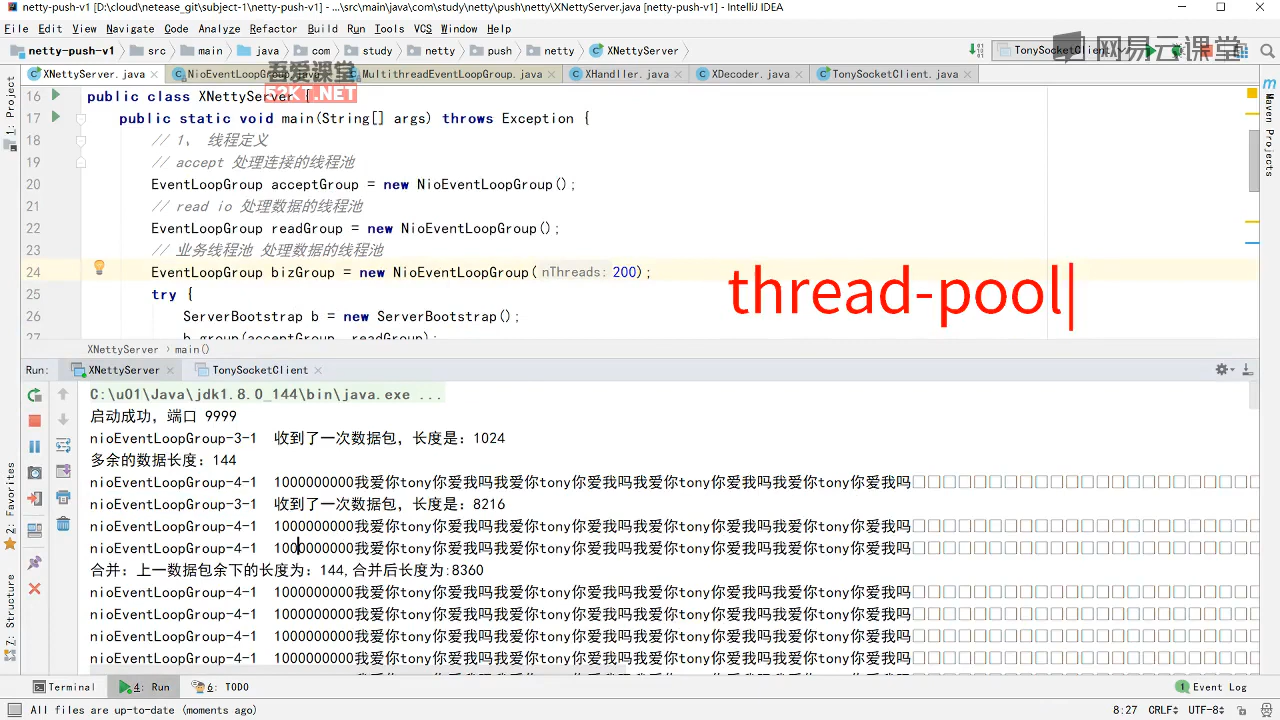 netty-push-v1 [D:\cloud\netease_git\subject-1\netty-push-v1] - ...\src\main\java\com\study\netty\push\netty\XNettyServer.java [netty-push-v1] - IntelliJ IDEA
File Edit View Navigate Code Analyze Refactor Build Run Tools VCS Window Help
netty-push-v1 src main java com study netty push netty XNettyServer TonySocketClient
网易云课堂
XNettyServer.java NioEventLoopGroup.java MultithreadEventLoopGroup.java XHandller.java XDecoder.java TonySocketClient.java
吾爱课堂
52KT.NET
1: Project
Maven Projects
16 public class XNettyServer {
17 public static void main(String[] args) throws Exception {
18 // 1、 线程定义
19 // accept 处理连接的线程池
20 EventLoopGroup acceptGroup = new NioEventLoopGroup();
21 // read io 处理数据的线程池
22 EventLoopGroup readGroup = new NioEventLoopGroup();
23 // 业务线程池 处理数据的线程池
24 EventLoopGroup bizGroup = new NioEventLoopGroup( nThreads: 200);
25 try {
26 ServerBootstrap b = new ServerBootstrap();
27 b.group(acceptGroup, readGroup);
thread-pool
XNettyServer main()
Run: XNettyServer TonySocketClient
C:\u01\Java\jdk1.8.0_144\bin\java.exe ...
启动成功，端口 9999
nioEventLoopGroup-3-1 收到了一次数据包，长度是：1024
多余的数据长度：144
nioEventLoopGroup-4-1 1000000000我爱你tony你爱我吗我爱你tony你爱我吗我爱你tony你爱我吗我爱你tony你爱我吗
nioEventLoopGroup-3-1 收到了一次数据包，长度是：8216
nioEventLoopGroup-4-1 1000000000我爱你tony你爱我吗我爱你tony你爱我吗我爱你tony你爱我吗我爱你tony你爱我吗
nioEventLoopGroup-4-1 1000000000我爱你tony你爱我吗我爱你tony你爱我吗我爱你tony你爱我吗我爱你tony你爱我吗
合并：上一数据包余下的长度为：144,合并后长度为:8360
nioEventLoopGroup-4-1 1000000000我爱你tony你爱我吗我爱你tony你爱我吗我爱你tony你爱我吗我爱你tony你爱我吗
nioEventLoopGroup-4-1 1000000000我爱你tony你爱我吗我爱你tony你爱我吗我爱你tony你爱我吗我爱你tony你爱我吗
nioEventLoopGroup-4-1 1000000000我爱你tony你爱我吗我爱你tony你爱我吗我爱你tony你爱我吗我爱你tony你爱我吗
nioEventLoopGroup-4-1 1000000000我爱你tony你爱我吗我爱你tony你爱我吗我爱你tony你爱我吗我爱你tony你爱我吗
2: Favorites
7: Structure
Terminal 4: Run 6: TODO 1 Event Log
All files are up-to-date (moments ago) 8:27 CRLF UTF-8